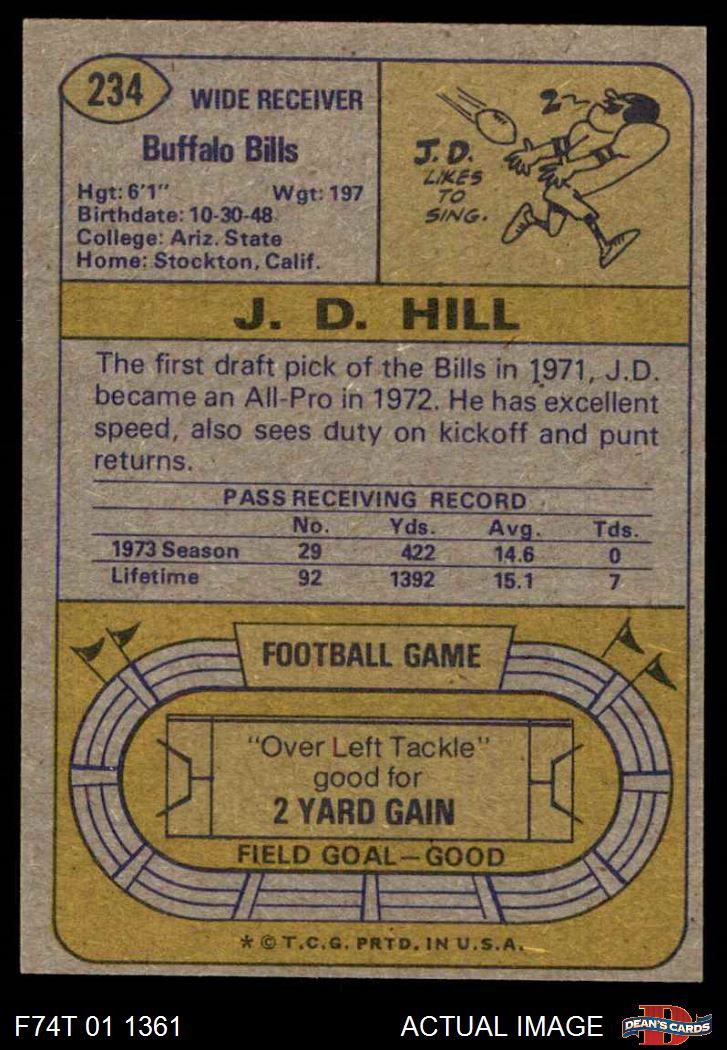 234
WIDE RECEIVER
Buffalo Bills
Hgt: 6'1" Wgt: 197
Birthdate: 10-30-48
College: Ariz. State
Home: Stockton, Calif.
J.D.
LIKES
TO
SING.
J. D. HILL
The first draft pick of the Bills in 1971, J.D.
became an All-Pro in 1972. He has excellent
speed, also sees duty on kickoff and punt
returns.
PASS RECEIVING RECORD
No. Yds. Avg. Tds.
1973 Season 29 422 14.6 0
Lifetime 92 1392 15.1 7
FOOTBALL GAME
"Over Left Tackle"
good for
2 YARD GAIN
FIELD GOAL—GOOD
* © T.C.G. PRTD. IN U.S.A.
F74T 01 1361 ACTUAL IMAGE
DEAN'S CARDS